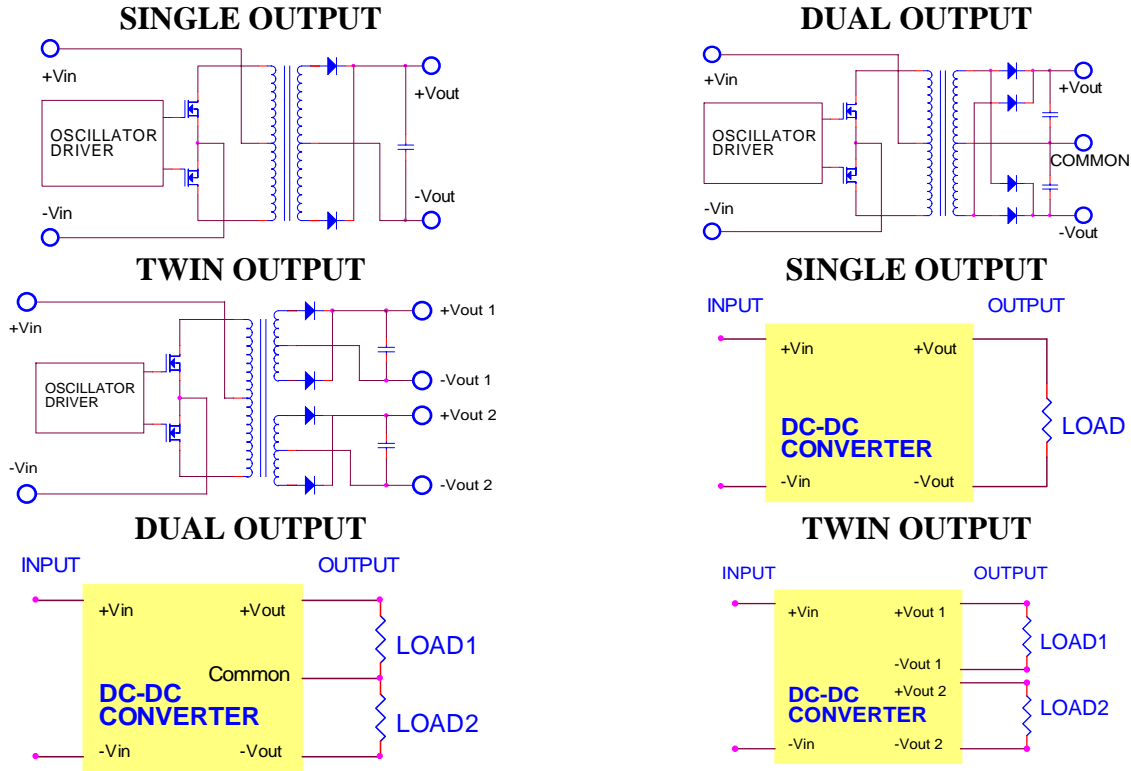 SINGLE OUTPUT
+Vin
OSCILLATOR
DRIVER
-Vin
+Vout
-Vout
DUAL OUTPUT
+Vin
OSCILLATOR
DRIVER
-Vin
+Vout
COMMON
-Vout
TWIN OUTPUT
+Vin
OSCILLATOR
DRIVER
-Vin
+Vout 1
-Vout 1
+Vout 2
-Vout 2
SINGLE OUTPUT
INPUT OUTPUT
+Vin +Vout
DC-DC
CONVERTER
LOAD
-Vin -Vout
DUAL OUTPUT
INPUT OUTPUT
+Vin +Vout
LOAD1
Common
DC-DC
CONVERTER
LOAD2
-Vin -Vout
TWIN OUTPUT
INPUT OUTPUT
+Vin +Vout 1
LOAD1
-Vout 1
DC-DC
CONVERTER
+Vout 2
LOAD2
-Vin -Vout 2